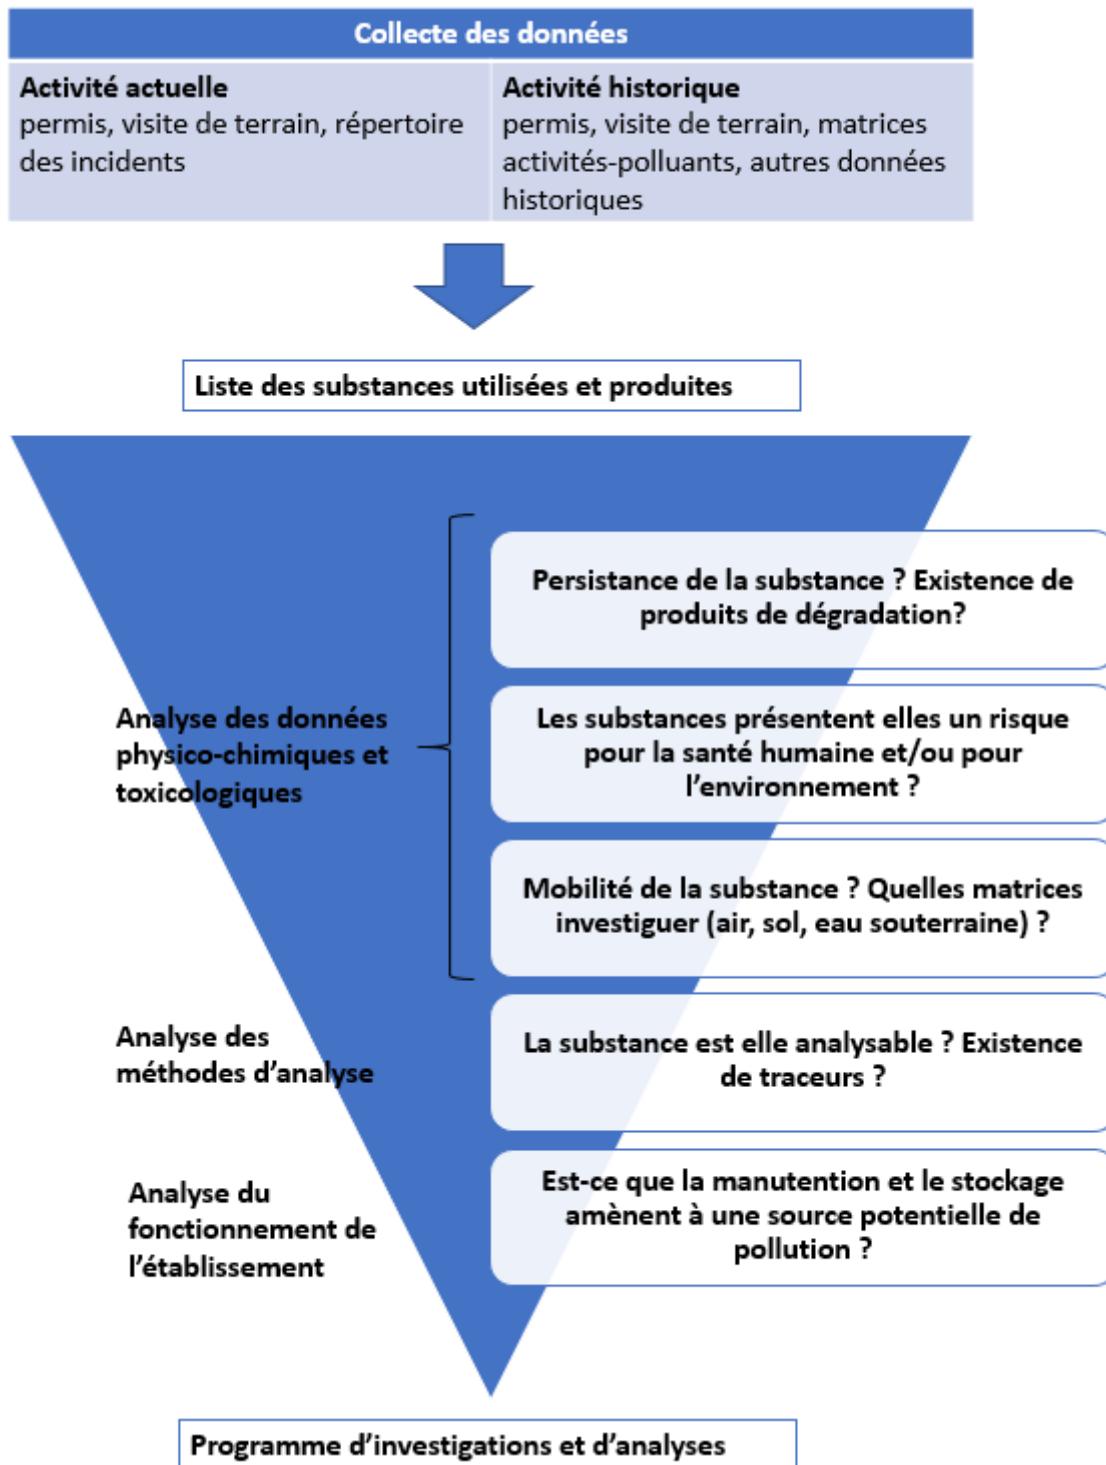 Collecte des données
Activité actuelle
permis, visite de terrain, répertoire
des incidents
Activité historique
permis, visite de terrain, matrices
activités-polluants, autres données
historiques
Liste des substances utilisées et produites
Analyse des données
physico-chimiques et
toxicologiques
Persistance de la substance ? Existence de
produits de dégradation?
Les substances présentent elles un risque
pour la santé humaine et/ou pour
l'environnement ?
Mobilité de la substance ? Quelles matrices
investiguer (air, sol, eau souterraine) ?
Analyse des
méthodes d'analyse
La substance est elle analysable ? Existence
de traceurs ?
Analyse du
fonctionnement de
l'établissement
Est-ce que la manutention et le stockage
amènent à une source potentielle de
pollution ?
Programme d'investigations et d'analyses